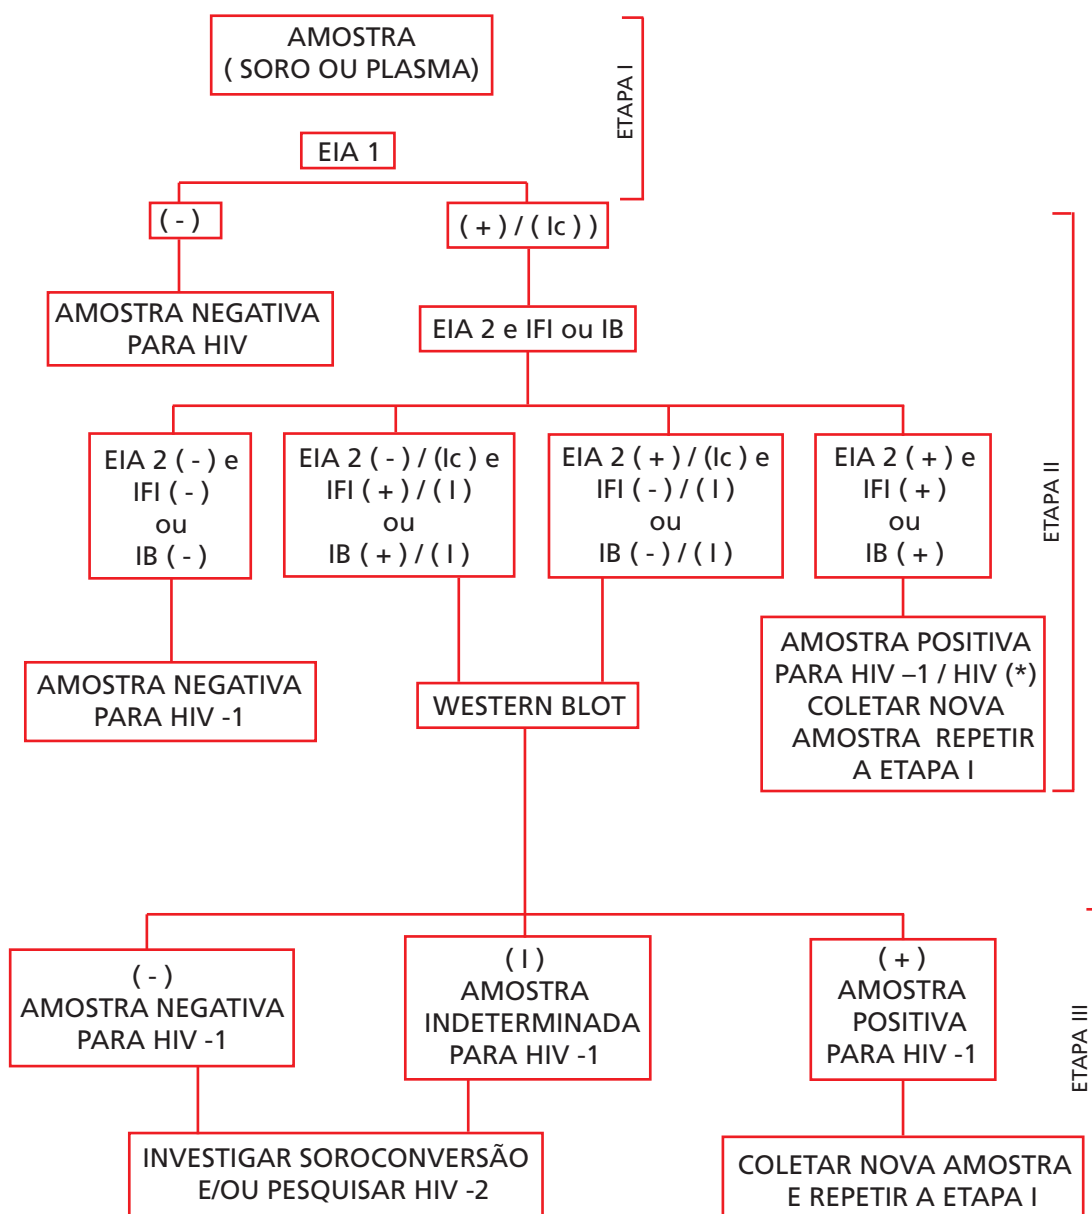 AMOSTRA
( SORO OU PLASMA)
ETAPA I
EIA 1
( - )
( + ) / ( Ic ) )
AMOSTRA NEGATIVA
PARA HIV
EIA 2 e IFI ou IB
EIA 2 ( - ) e
IFI ( - )
ou
IB ( - )
EIA 2 ( - ) / (Ic ) e
IFI ( + ) / ( I )
ou
IB ( + ) / ( I )
EIA 2 ( + ) / (Ic ) e
IFI ( - ) / ( I )
ou
IB ( - ) / ( I )
EIA 2 ( + ) e
IFI ( + )
ou
IB ( + )
ETAPA II
AMOSTRA NEGATIVA
PARA HIV -1
WESTERN BLOT
AMOSTRA POSITIVA
PARA HIV –1 / HIV (*)
COLETAR NOVA
AMOSTRA REPETIR
A ETAPA I
( - )
AMOSTRA NEGATIVA
PARA HIV -1
( I )
AMOSTRA
INDETERMINADA
PARA HIV -1
( + )
AMOSTRA
POSITIVA
PARA HIV -1
ETAPA III
INVESTIGAR SOROCONVERSÃO
E/OU PESQUISAR HIV -2
COLETAR NOVA AMOSTRA
E REPETIR A ETAPA I